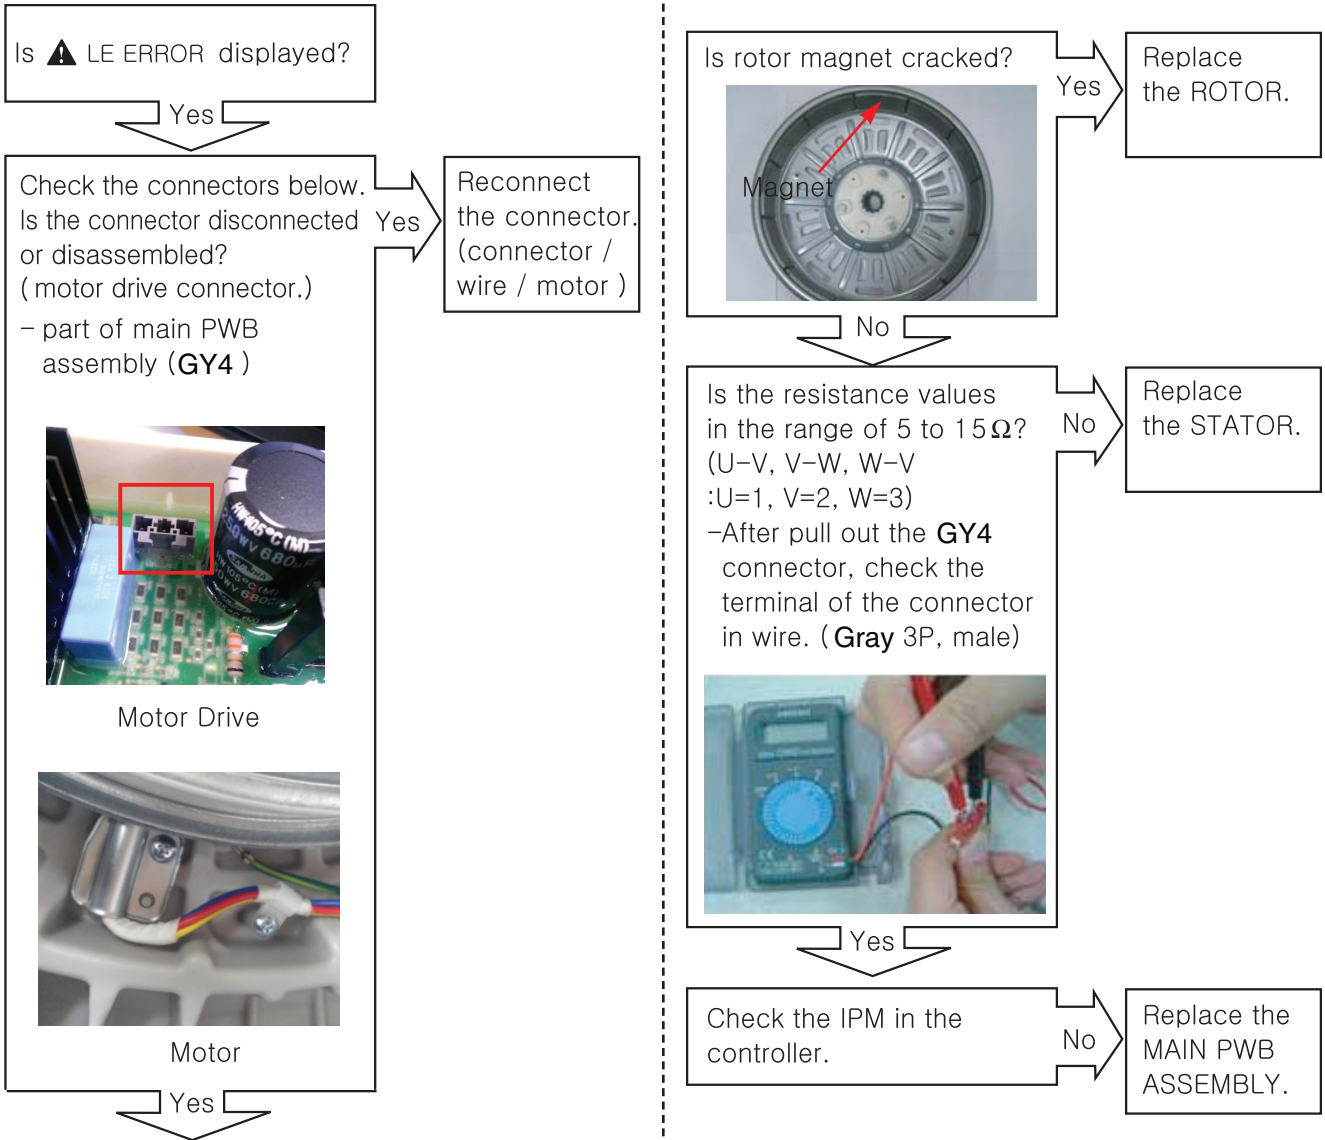 Is LE ERROR displayed?
Yes
Check the connectors below.
Is the connector disconnected
or disassembled?
(motor drive connector.)
- part of main PWB
assembly (GY4 )
Yes
Reconnect
the connector.
(connector /
wire / motor )
HW105°C(M)
680μF
SAMWHA
Motor Drive
Motor
Yes
Is rotor magnet cracked?
Magnet
Yes
Replace
the ROTOR.
No
Is the resistance values
in the range of 5 to 15Ω?
(U-V, V-W, W-V
:U=1, V=2, W=3)
-After pull out the GY4
connector, check the
terminal of the connector
in wire. (Gray 3P, male)
No
Replace
the STATOR.
Yes
Check the IPM in the
controller.
No
Replace the
MAIN PWB
ASSEMBLY.